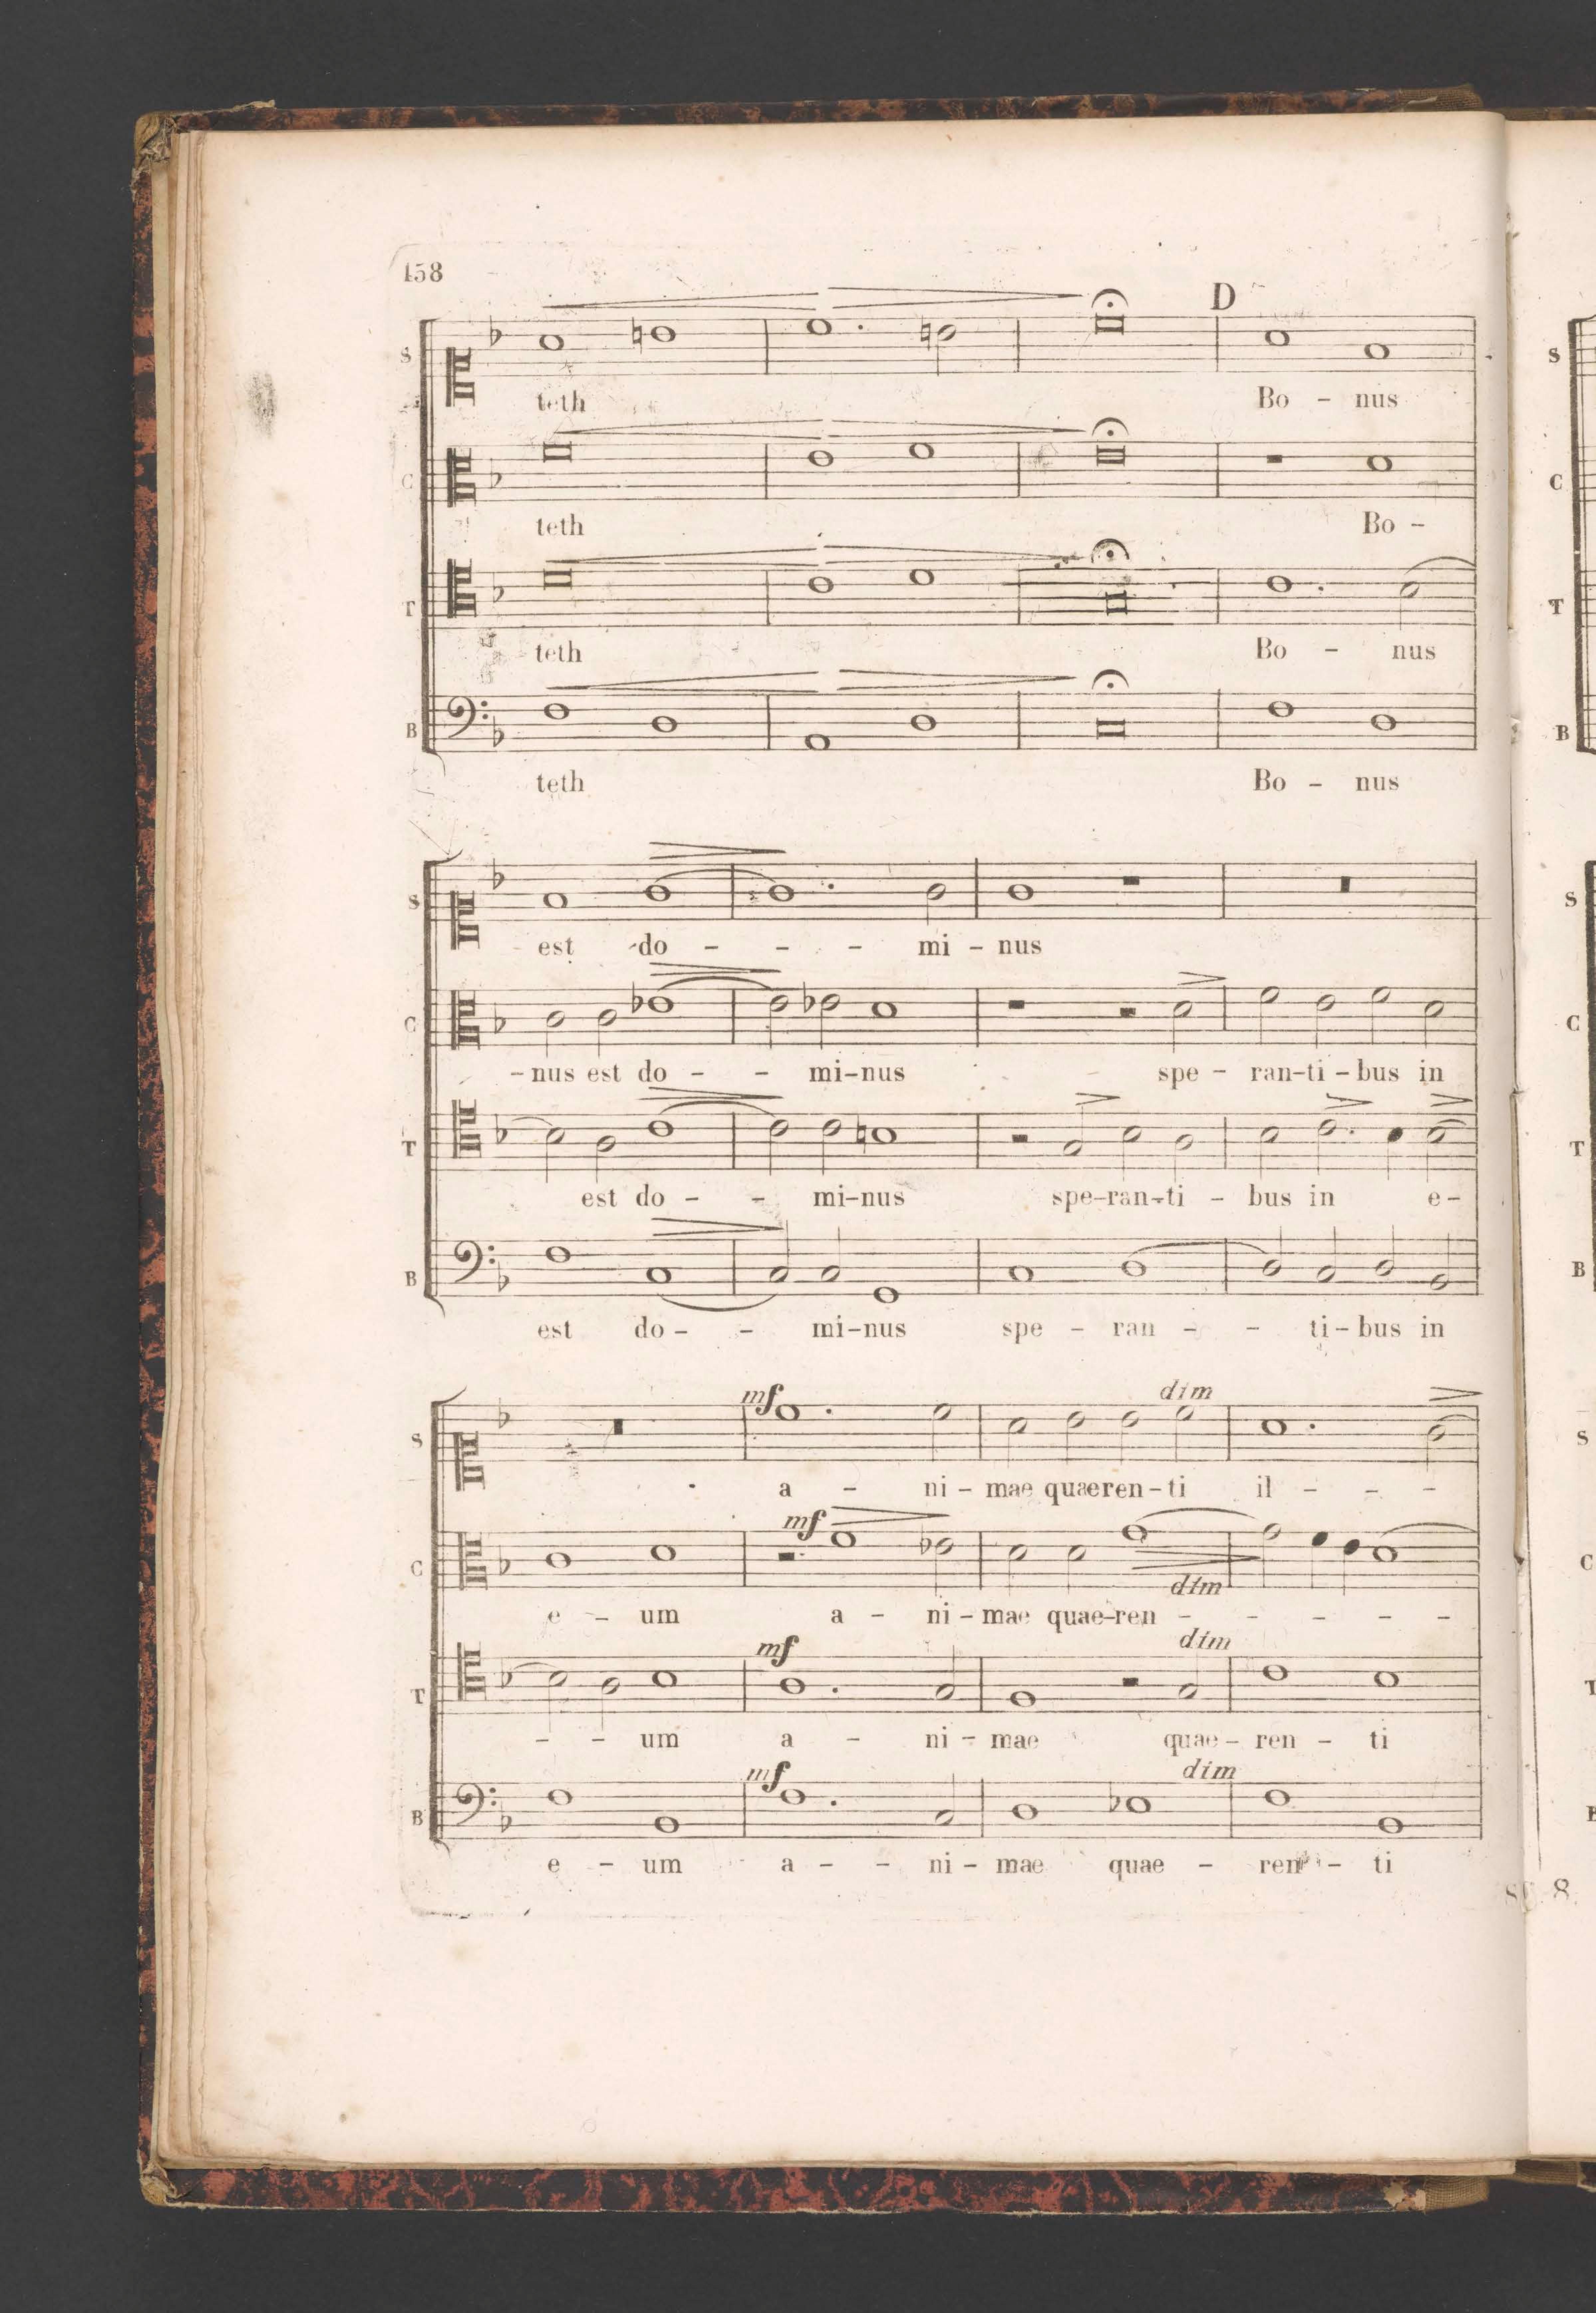 158
D
S
teth Bo - nus
C
teth Bo -
T
teth Bo - nus
B
teth Bo - nus
S
est do - - - mi - nus
C
- nus est do - - mi - nus spe - ran - ti - bus in
T
est do - - mi - nus spe - ran - ti - bus in e -
B
est do - - mi - nus spe - ran - - ti - bus in
mf dim
S
a - ni - mae quaeren - ti il - - -
mf
C
dim
e - um a - ni - mae quae - ren - - - - -
mf dim
T
- - um a - ni - mae quae - ren - ti
mf dim
B
e - um a - - ni - mae quae - ren - ti
S
C
T
B
S
C
T
B
S
C
T
B
8